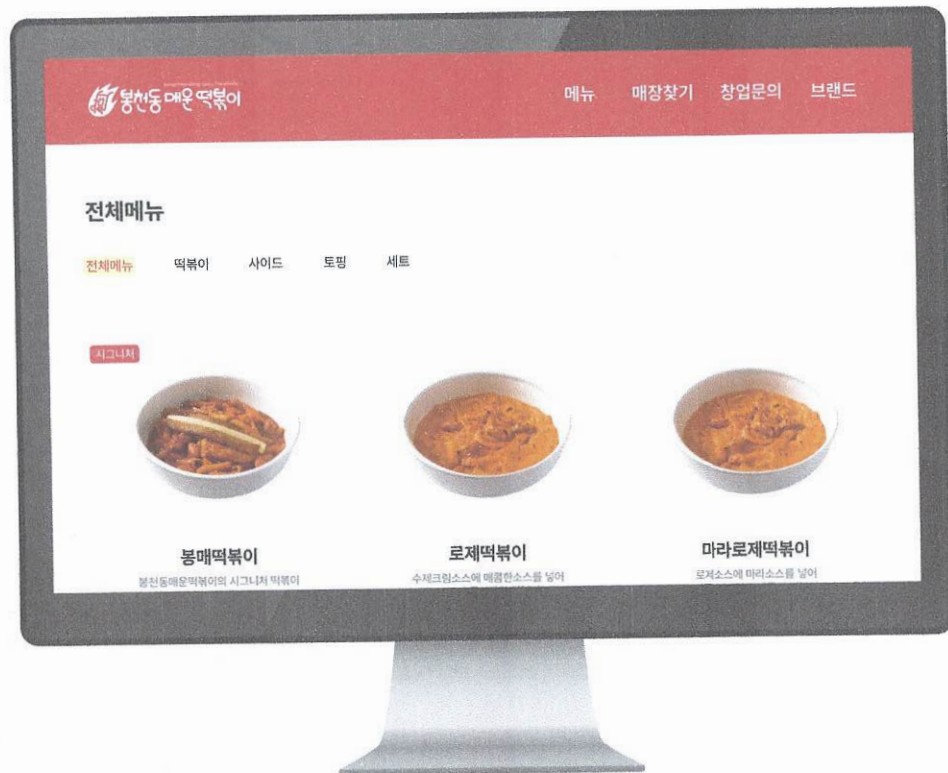 봉천동매운떡볶이
메뉴 매장찾기 창업문의 브랜드
전체메뉴
전체메뉴 떡볶이 사이드 토핑 세트
시그니처
봉매떡볶이 로제떡볶이 마라로제떡볶이
봉천동매운떡볶이의 시그니처 떡볶이 수제크림소스에 매콤한소스를 넣어 로제소스에 마라소스를 넣어